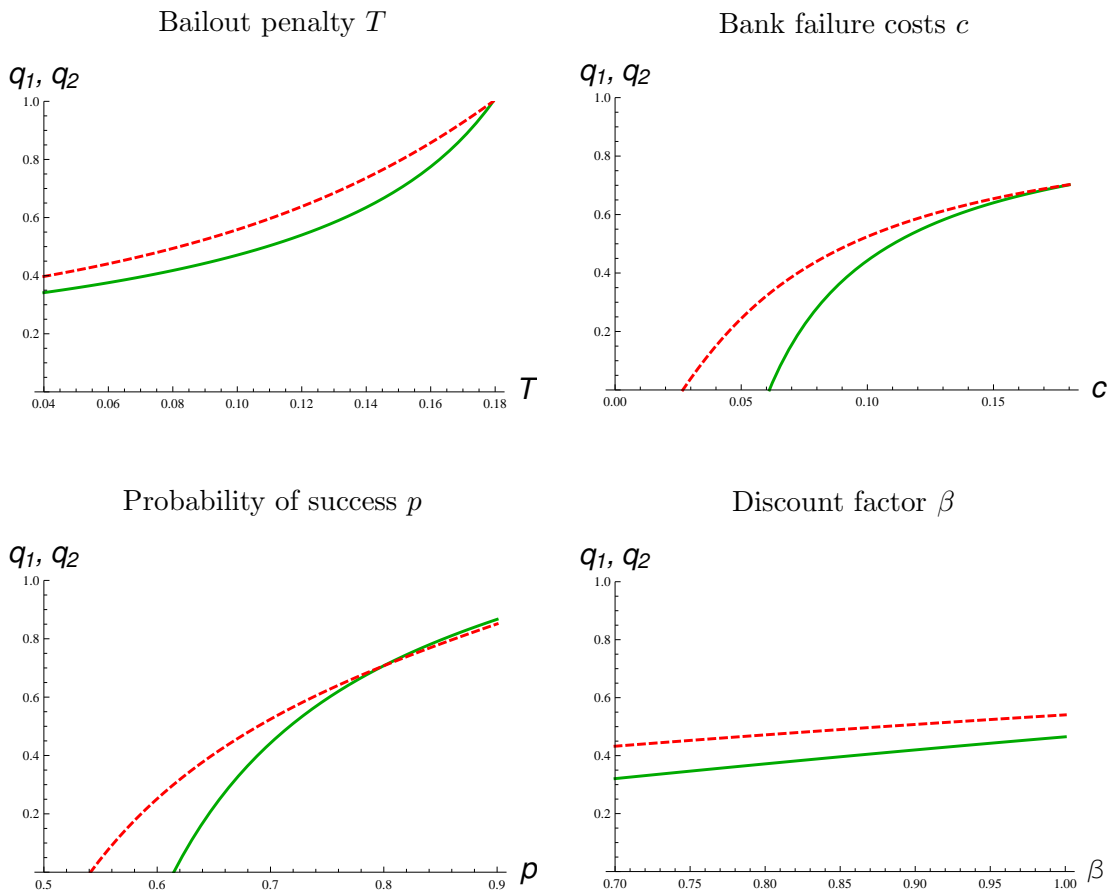 Bailout penalty T
q1, q2
1.0
0.8
0.6
0.4
0.2
0.04 0.06 0.08 0.10 0.12 0.14 0.16 0.18
T
Bank failure costs c
q1, q2
1.0
0.8
0.6
0.4
0.2
0.00 0.05 0.10 0.15
c
Probability of success p
q1, q2
1.0
0.8
0.6
0.4
0.2
0.5 0.6 0.7 0.8 0.9
p
Discount factor β
q1, q2
1.0
0.8
0.6
0.4
0.2
0.70 0.75 0.80 0.85 0.90 0.95 1.00
β